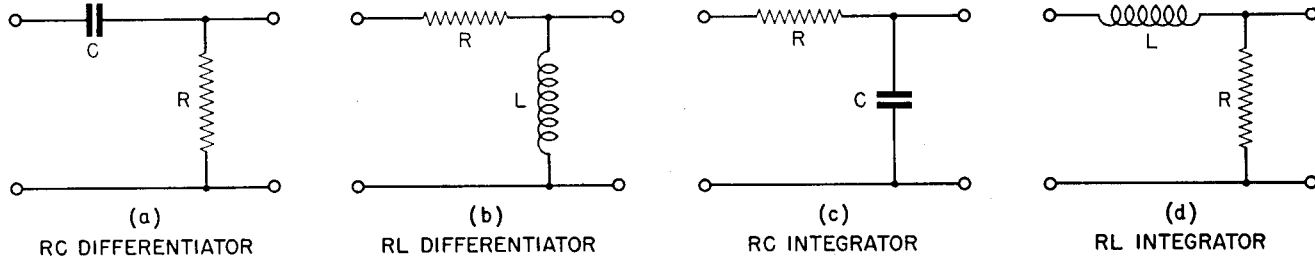 C
R
(a)
RC DIFFERENTIATOR
R
L
(b)
RL DIFFERENTIATOR
R
C
(c)
RC INTEGRATOR
L
R
(d)
RL INTEGRATOR